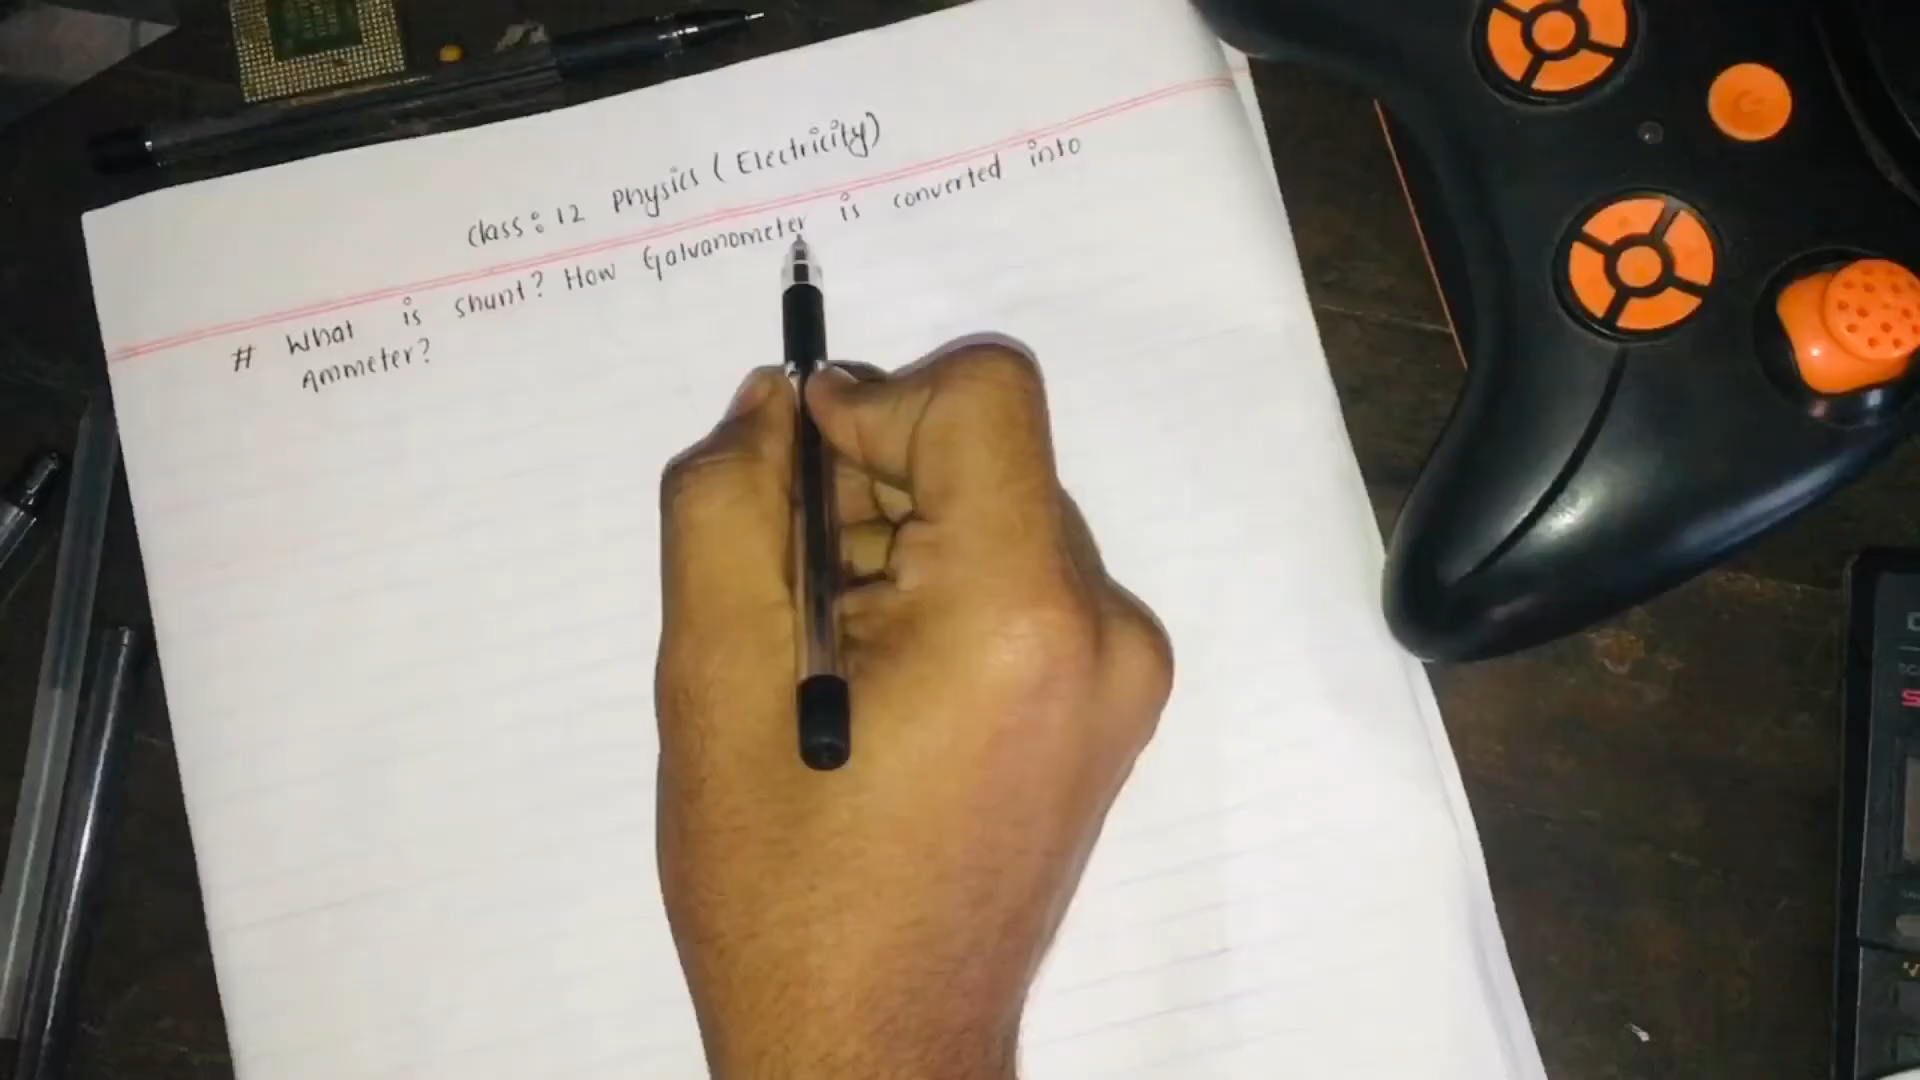 Class: 12 Physics (Electricity)
# What is shunt? How Galvanometer is converted into
Ammeter?